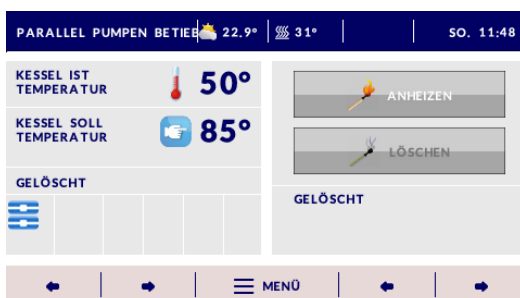 PARALLEL PUMPEN BETRIEB 22.9° 31° SO. 11:48
KESSEL IST
TEMPERATUR 50°
KESSEL SOLL
TEMPERATUR 85°
GELÖSCHT
ANHEIZEN
LÖSCHEN
GELÖSCHT
MENÜ